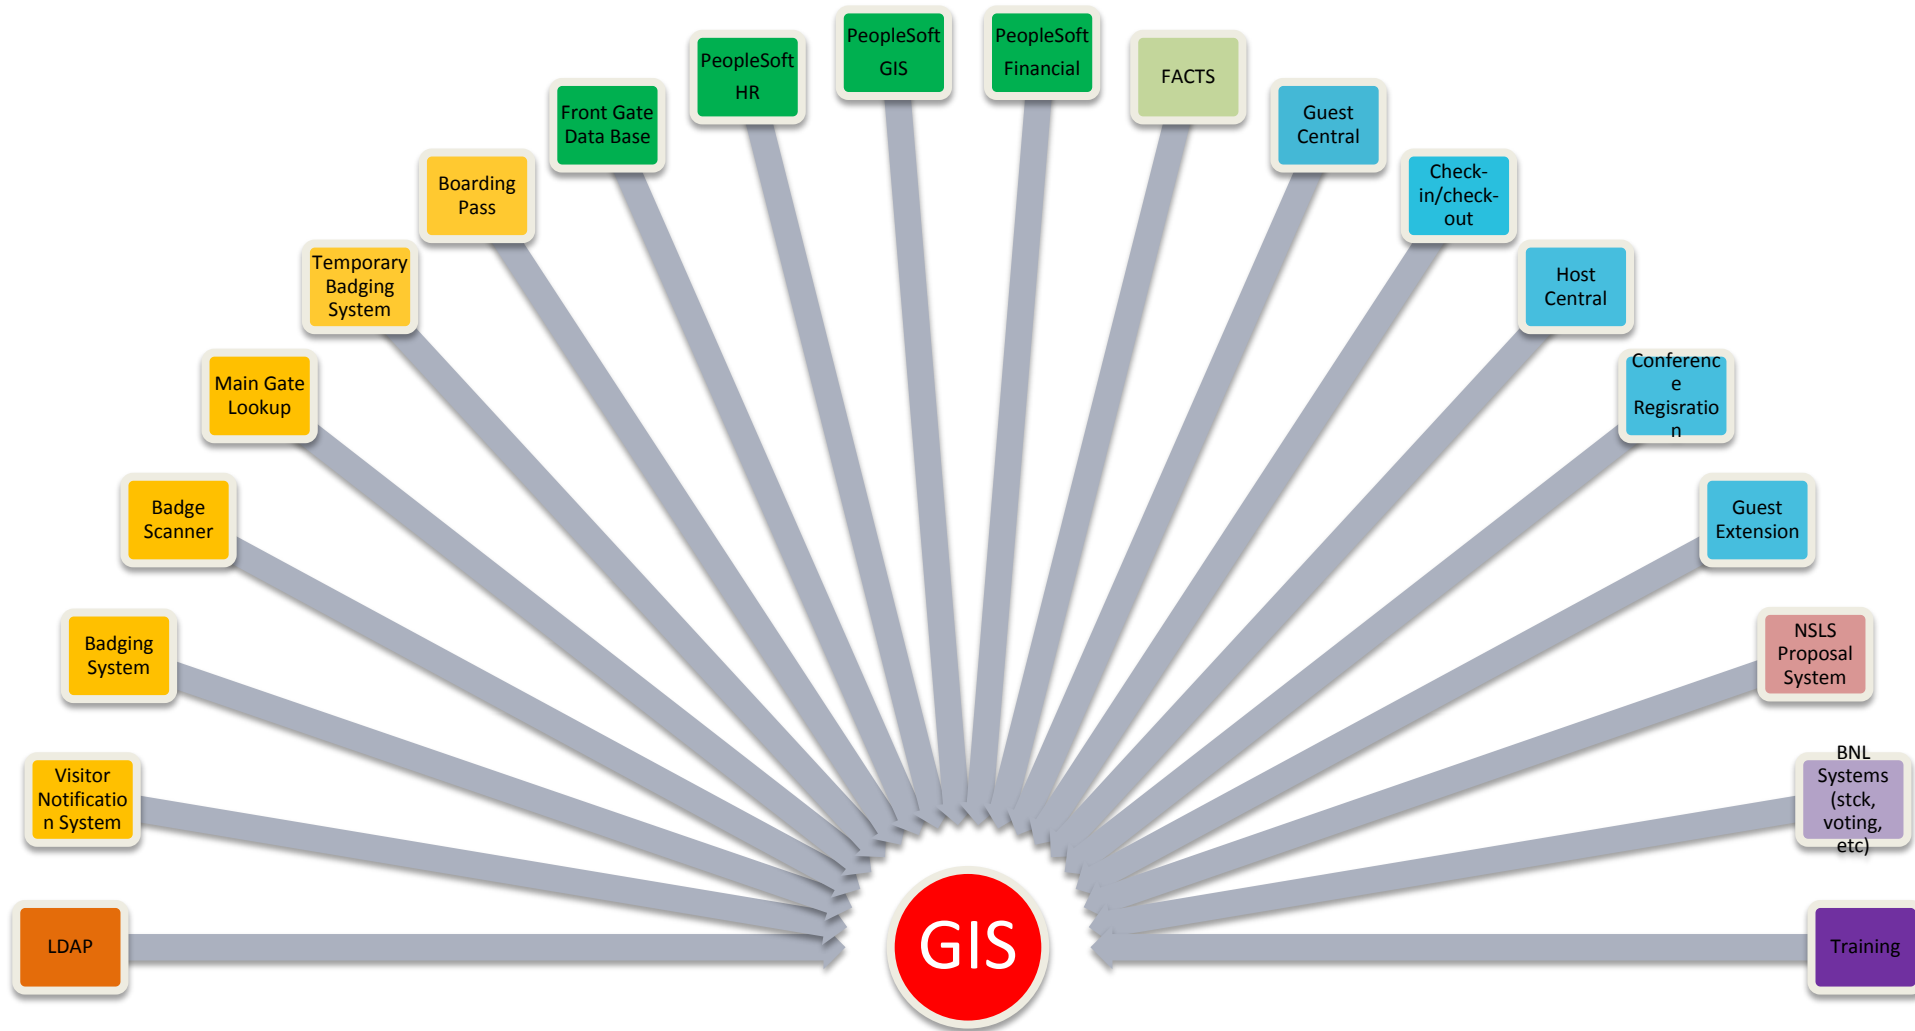 LDAP
Visitor
Notificatio
n System
Badging
System
Badge
Scanner
Main Gate
Lookup
Temporary
Badging
System
Boarding
Pass
Front Gate
Data Base
PeopleSoft
HR
PeopleSoft
GIS
PeopleSoft
Financial
FACTS
Guest
Central
Check-
in/check-
out
Host
Central
Conferenc
e
Regisratio
n
Guest
Extension
NSLS
Proposal
System
BNL
Systems
(stck,
voting,
etc)
Training
GIS